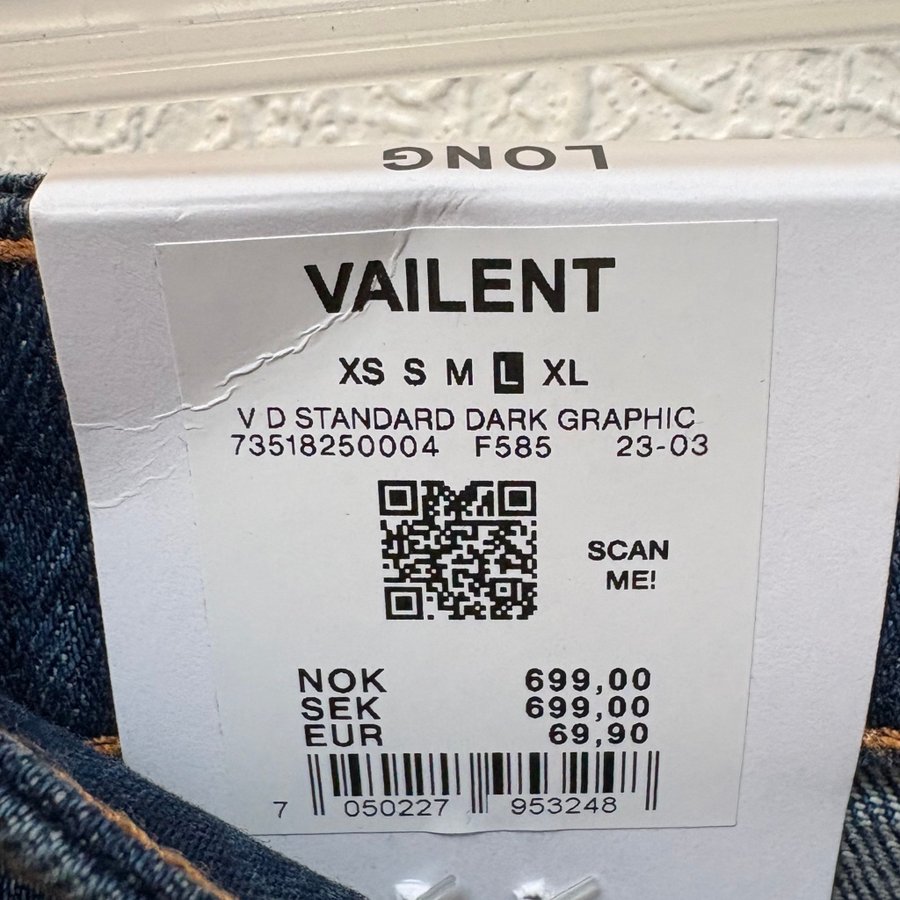 LONG
VAILENT
XS S M L XL
V D STANDARD DARK GRAPHIC
73518250004 F585 23-03
SCAN
ME!
NOK 699,00
SEK 699,00
EUR 69,90
7 050227 953248